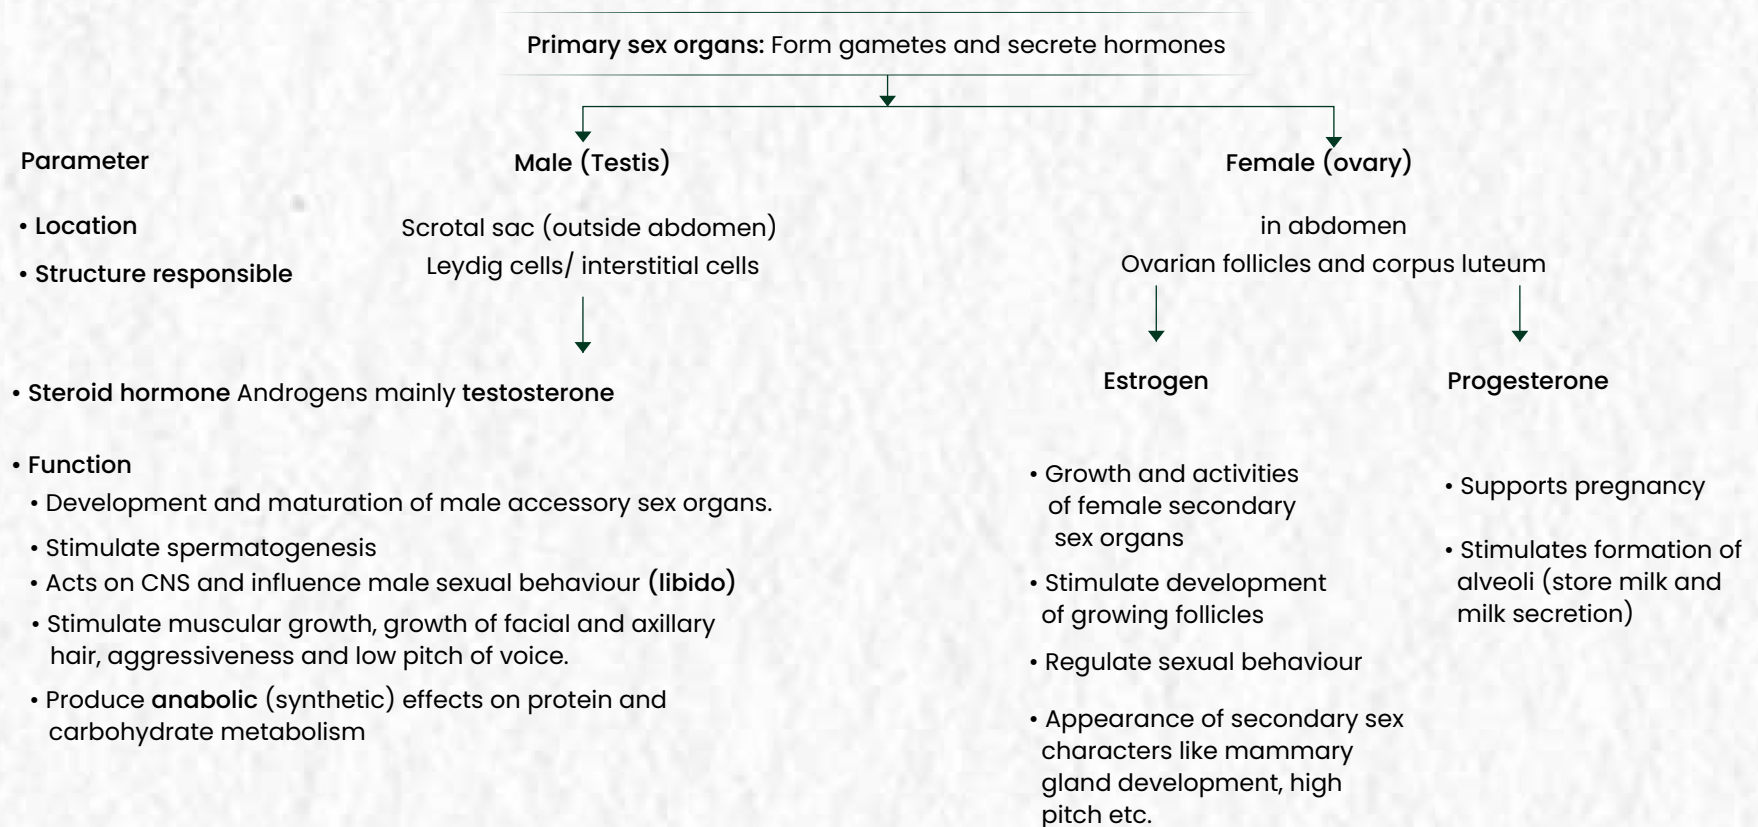 Primary sex organs: Form gametes and secrete hormones
Parameter
Male (Testis)
Female (ovary)
• Location
Scrotal sac (outside abdomen)
in abdomen
• Structure responsible
Leydig cells/ interstitial cells
Ovarian follicles and corpus luteum
• Steroid hormone Androgens mainly testosterone
Estrogen
Progesterone
• Function
• Development and maturation of male accessory sex organs.
• Stimulate spermatogenesis
• Acts on CNS and influence male sexual behaviour (libido)
• Stimulate muscular growth, growth of facial and axillary
hair, aggressiveness and low pitch of voice.
• Produce anabolic (synthetic) effects on protein and
carbohydrate metabolism
• Growth and activities
of female secondary
sex organs
• Stimulate development
of growing follicles
• Regulate sexual behaviour
• Appearance of secondary sex
characters like mammary
gland development, high
pitch etc.
• Supports pregnancy
• Stimulates formation of
alveoli (store milk and
milk secretion)